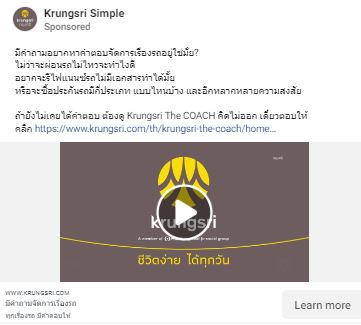 Krungsri Simple
Sponsored
มีคำถามอยากหาคำตอบจัดการเรื่องรถอยู่ใช่มั้ย?
ไม่ว่าจะผ่อนรถไม่ไหวจะทำไงดี
อยากจะรีไฟแนนซ์รถไม่มีเอกสารทำได้มั้ย
หรือจะซื้อประกันรถมีกี่ประเภท แบบไหนบ้าง และอีกหลากหลายความสงสัย
ถ้ายังไม่เคยได้คำตอบ ต้องดู Krungsri The COACH คิดไม่ออก เดี๋ยวตอบให้
คลิ๊ก https://www.krungsri.com/th/krungsri-the-coach/home...
krungsri
A member of MUFG, a global financial group
ชีวิตง่าย ได้ทุกวัน
WWW.KRUNGSRI.COM
มีคำถามจัดการเรื่องรถ
ทุกเรื่องรถ มีคำตอบให้
Learn more